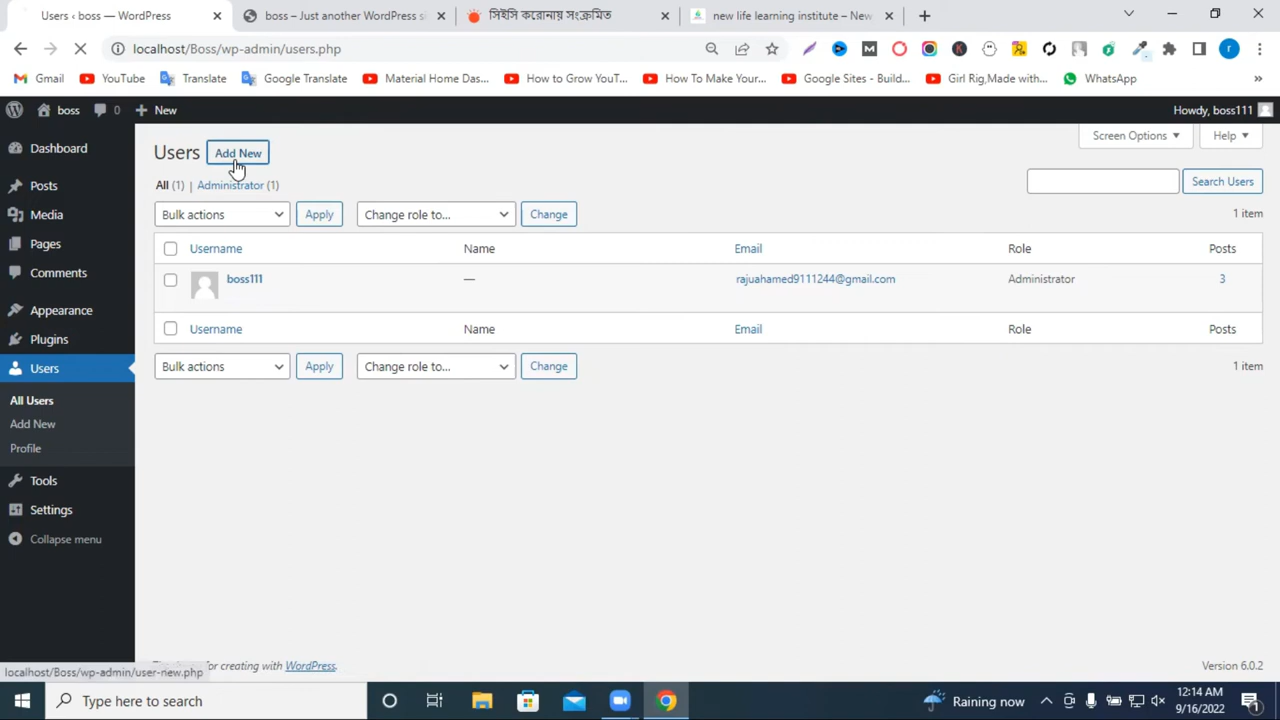 Users ‹ boss — WordPress
boss – Just another WordPress si
সিইসি করোনায় সংক্রমিত
new life learning institute – New
localhost/Boss/wp-admin/users.php
Gmail
YouTube
Translate
Google Translate
Material Home Das...
How to Grow YouT...
How To Make Your...
Google Sites - Build...
Girl Rig,Made with...
WhatsApp
boss
0
New
Howdy, boss111
Dashboard
Posts
Media
Pages
Comments
Appearance
Plugins
Users
All Users
Add New
Profile
Tools
Settings
Collapse menu
Users
Add New
Screen Options
Help
All (1) | Administrator (1)
Search Users
Bulk actions
Apply
Change role to...
Change
1 item
Username Name Email Role Posts
boss111 — rajuahamed9111244@gmail.com Administrator 3
Username Name Email Role Posts
Bulk actions
Apply
Change role to...
Change
1 item
for creating with WordPress.
Version 6.0.2
localhost/Boss/wp-admin/user-new.php
Type here to search
Raining now
12:14 AM
9/16/2022
1